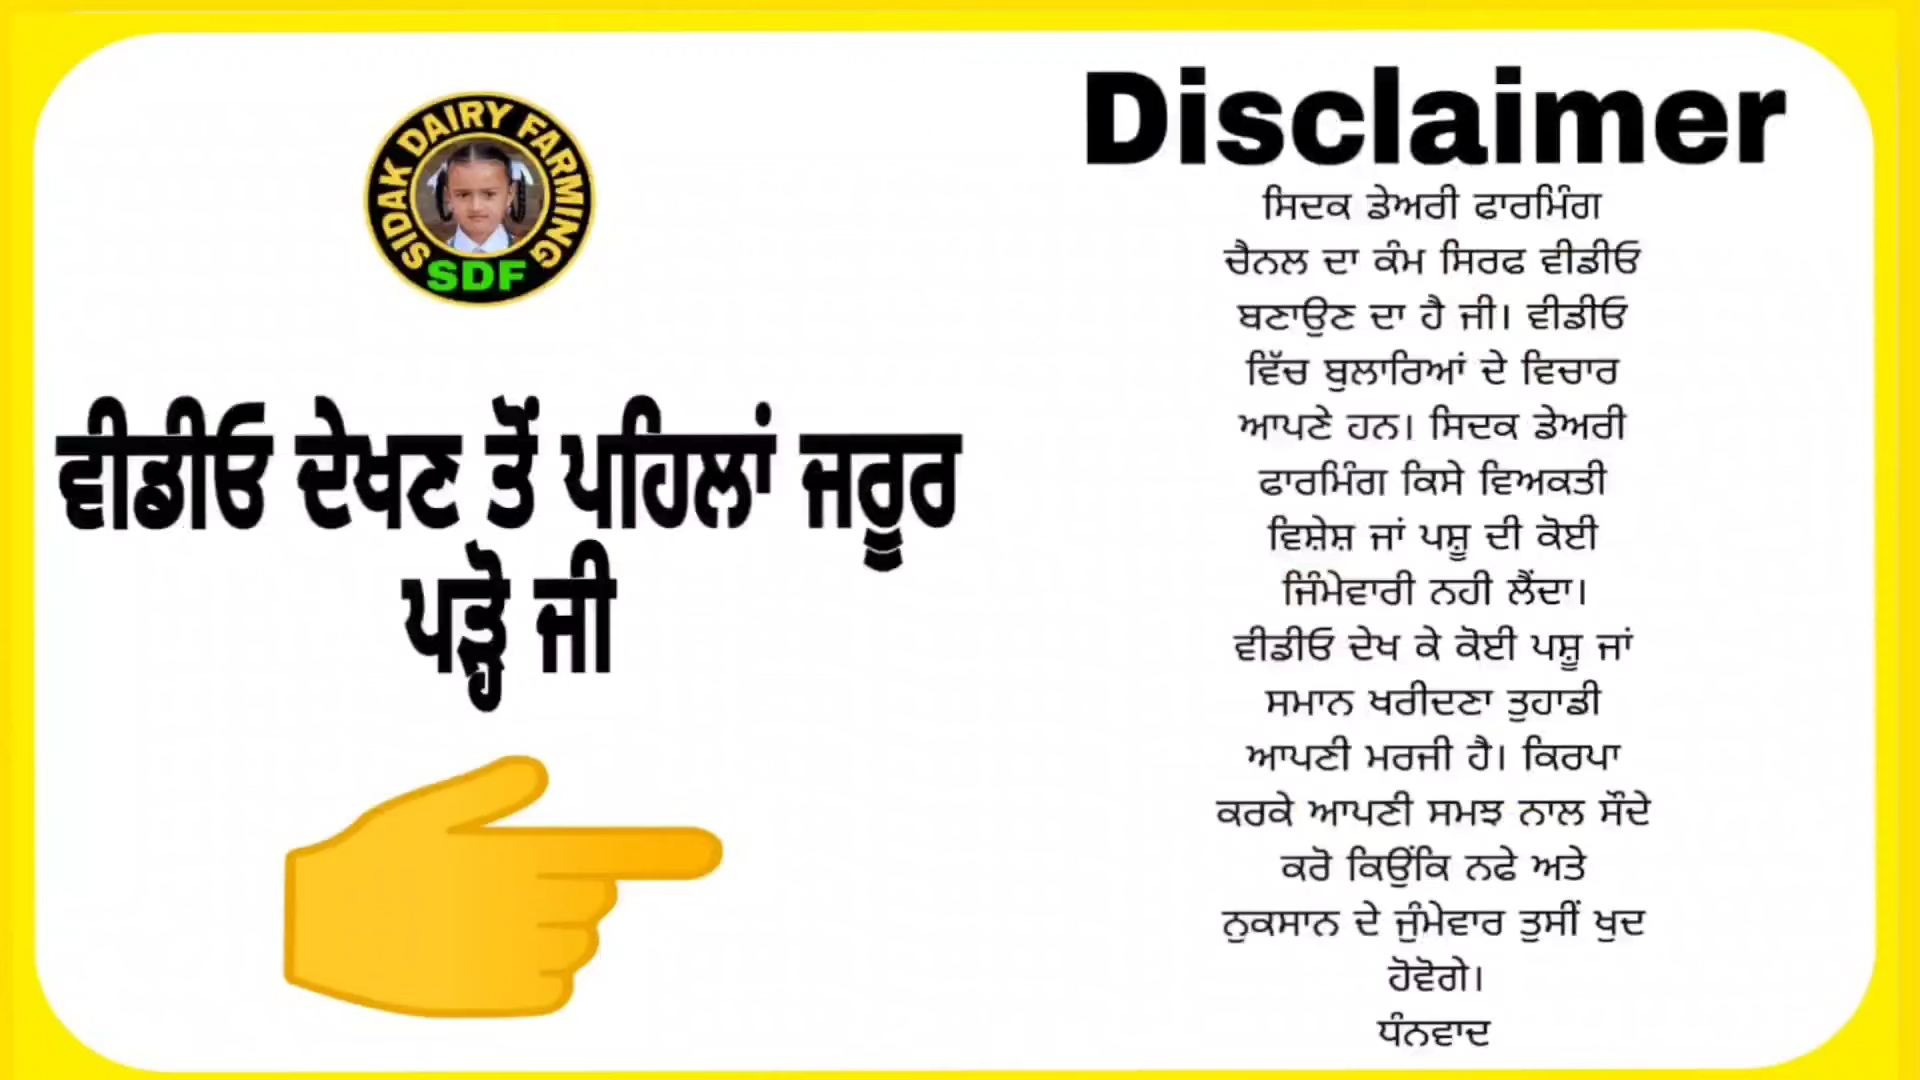 SIDAK DAIRY FARMING
SDF
ਵੀਡੀਓ ਦੇਖਣ ਤੋਂ ਪਹਿਲਾਂ ਜਰੂਰ
ਪੜ੍ਹੋ ਜੀ
Disclaimer
ਸਿਦਕ ਡੇਅਰੀ ਫਾਰਮਿੰਗ
ਚੈਨਲ ਦਾ ਕੰਮ ਸਿਰਫ ਵੀਡੀਓ
ਬਣਾਉਣ ਦਾ ਹੈ ਜੀ। ਵੀਡੀਓ
ਵਿੱਚ ਬੁਲਾਰਿਆਂ ਦੇ ਵਿਚਾਰ
ਆਪਣੇ ਹਨ। ਸਿਦਕ ਡੇਅਰੀ
ਫਾਰਮਿੰਗ ਕਿਸੇ ਵਿਅਕਤੀ
ਵਿਸ਼ੇਸ਼ ਜਾਂ ਪਸ਼ੂ ਦੀ ਕੋਈ
ਜਿੰਮੇਵਾਰੀ ਨਹੀ ਲੈਂਦਾ।
ਵੀਡੀਓ ਦੇਖ ਕੇ ਕੋਈ ਪਸ਼ੂ ਜਾਂ
ਸਮਾਨ ਖਰੀਦਣਾ ਤੁਹਾਡੀ
ਆਪਣੀ ਮਰਜੀ ਹੈ। ਕਿਰਪਾ
ਕਰਕੇ ਆਪਣੀ ਸਮਝ ਨਾਲ ਸੌਦੇ
ਕਰੋ ਕਿਉਂਕਿ ਨਫੇ ਅਤੇ
ਨੁਕਸਾਨ ਦੇ ਜੁੰਮੇਵਾਰ ਤੁਸੀਂ ਖੁਦ
ਹੋਵੋਗੇ।
ਧੰਨਵਾਦ